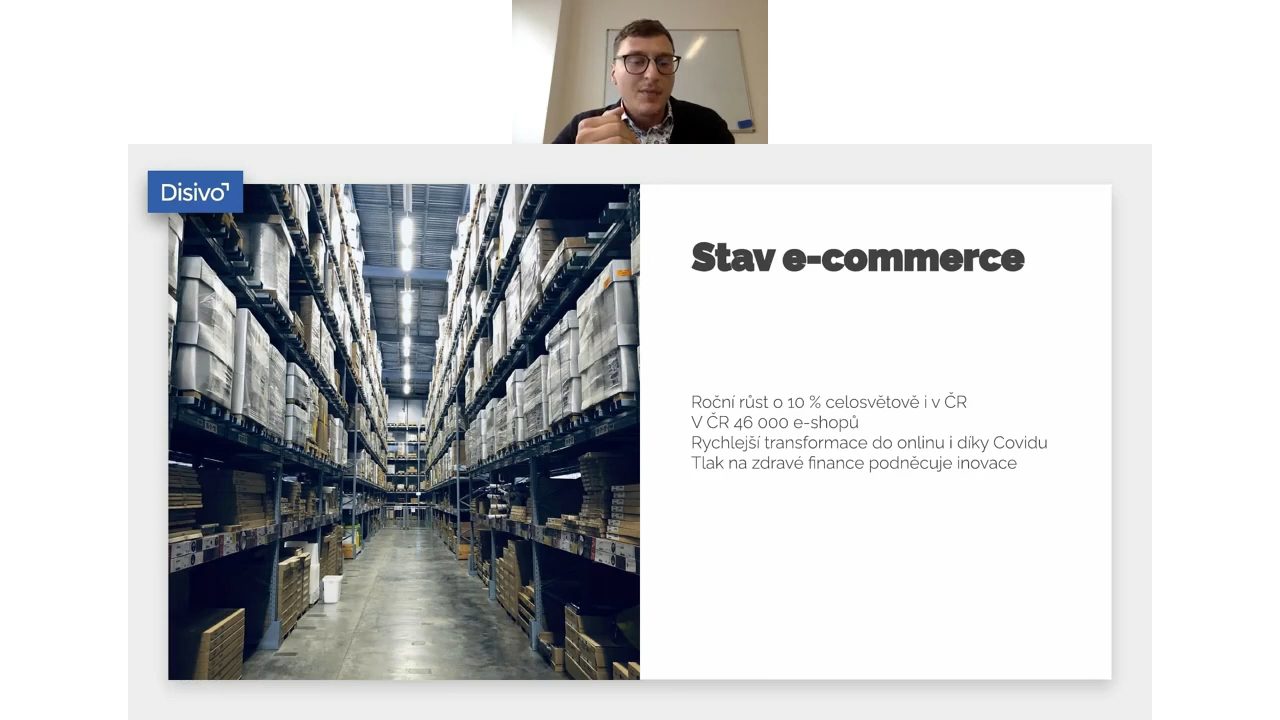 Disivo
Stav e-commerce
Roční růst o 10 % celosvětově i v ČR
V ČR 46 000 e-shopů
Rychlejší transformace do onlinu i díky Covidu
Tlak na zdravé finance podněcuje inovace